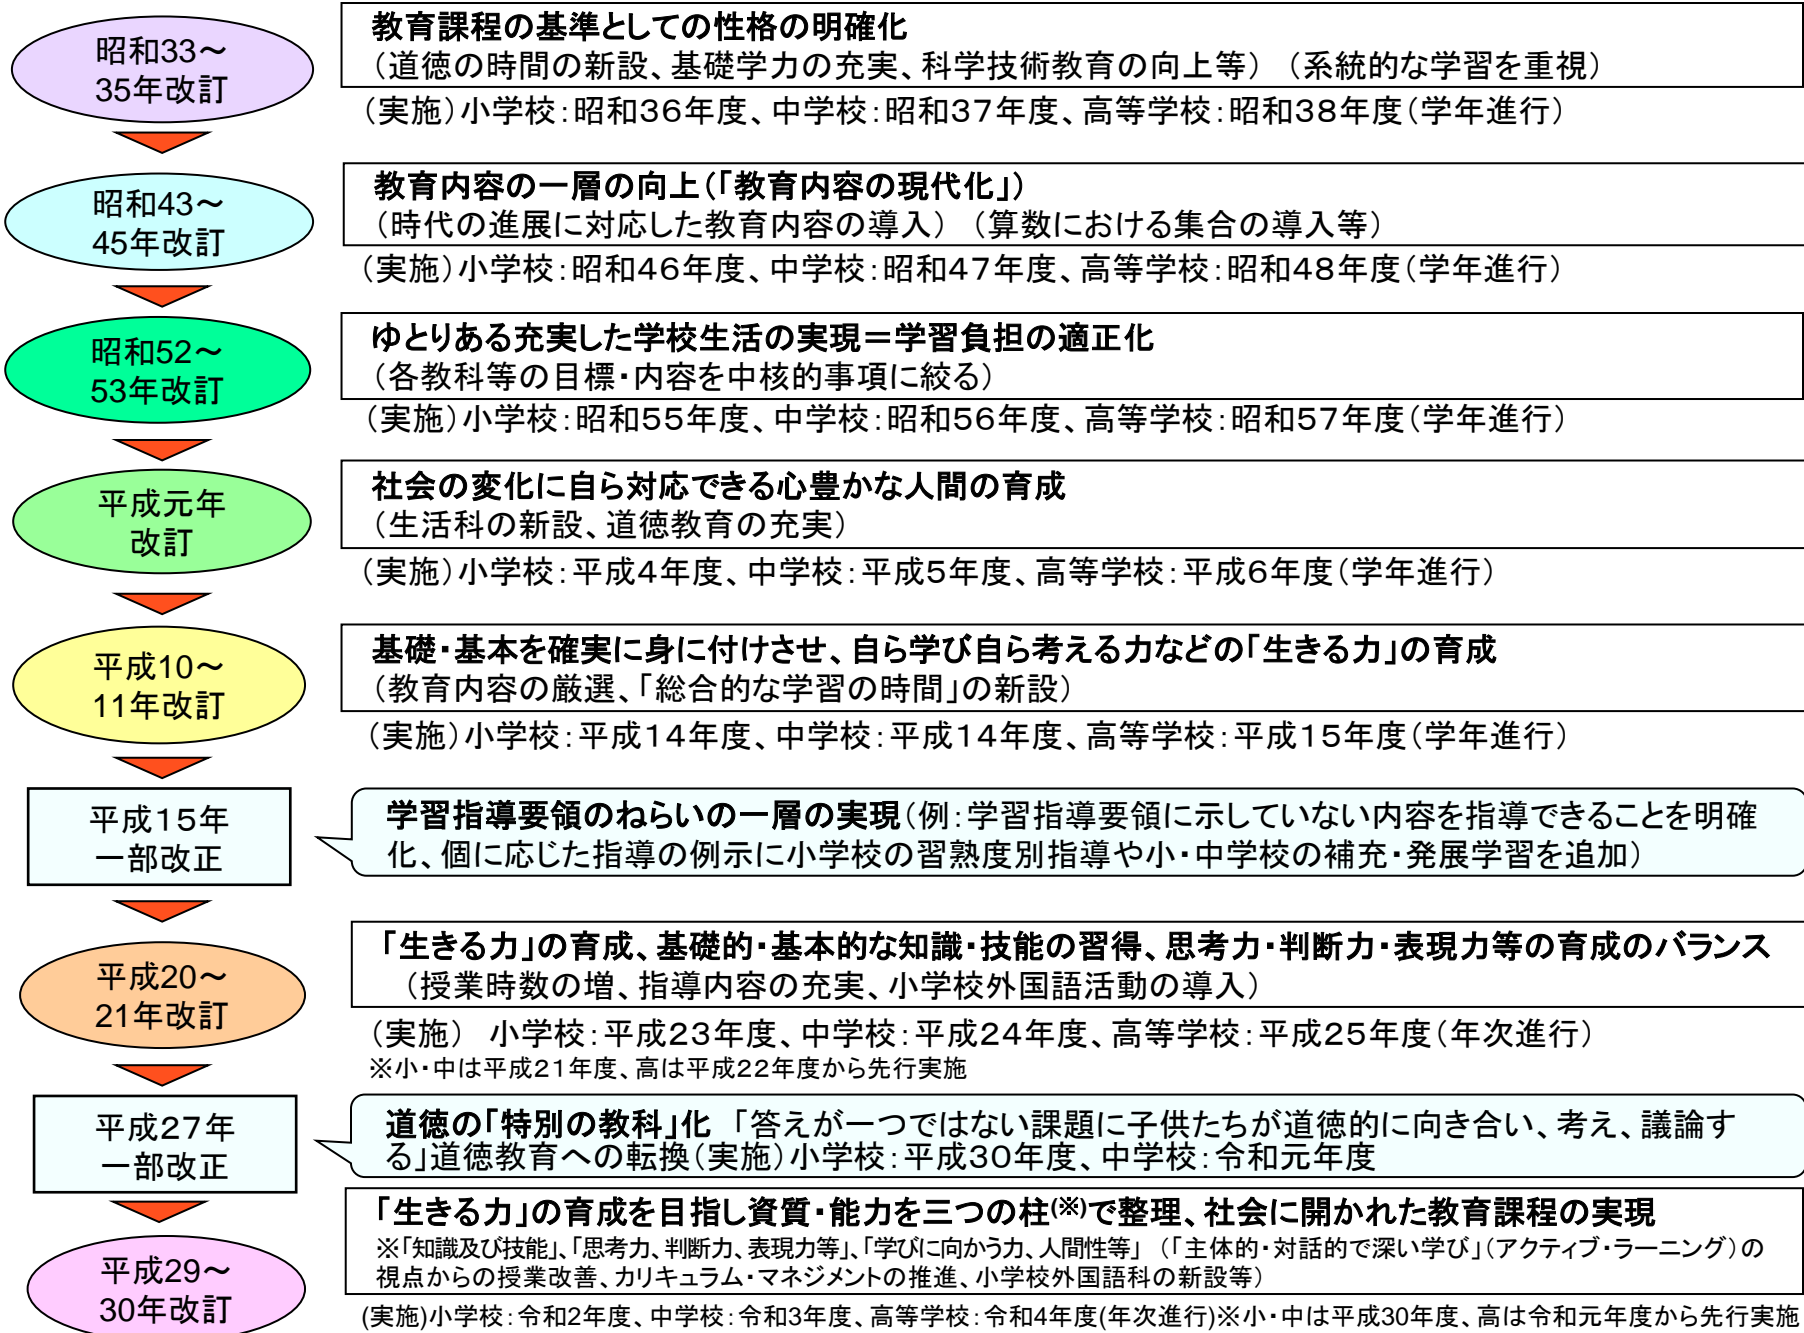 昭和33～
35年改訂
教育課程の基準としての性格の明確化
（道徳の時間の新設、基礎学力の充実、科学技術教育の向上等）（系統的な学習を重視）
（実施）小学校：昭和３６年度、中学校：昭和３７年度、高等学校：昭和３８年度（学年進行）
昭和43～
45年改訂
教育内容の一層の向上（「教育内容の現代化」）
（時代の進展に対応した教育内容の導入）（算数における集合の導入等）
（実施）小学校：昭和４６年度、中学校：昭和４７年度、高等学校：昭和４８年度（学年進行）
昭和52～
53年改訂
ゆとりある充実した学校生活の実現＝学習負担の適正化
（各教科等の目標・内容を中核的事項に絞る）
（実施）小学校：昭和５５年度、中学校：昭和５６年度、高等学校：昭和５７年度（学年進行）
平成元年
改訂
社会の変化に自ら対応できる心豊かな人間の育成
（生活科の新設、道徳教育の充実）
（実施）小学校：平成４年度、中学校：平成５年度、高等学校：平成６年度（学年進行）
平成10～
11年改訂
基礎・基本を確実に身に付けさせ、自ら学び自ら考える力などの「生きる力」の育成
（教育内容の厳選、「総合的な学習の時間」の新設）
（実施）小学校：平成１４年度、中学校：平成１４年度、高等学校：平成１５年度（学年進行）
平成１５年
一部改正
学習指導要領のねらいの一層の実現（例：学習指導要領に示していない内容を指導できることを明確
化、個に応じた指導の例示に小学校の習熟度別指導や小・中学校の補充・発展学習を追加）
平成20～
21年改訂
「生きる力」の育成、基礎的・基本的な知識・技能の習得、思考力・判断力・表現力等の育成のバランス
（授業時数の増、指導内容の充実、小学校外国語活動の導入）
（実施） 小学校：平成２３年度、中学校：平成２４年度、高等学校：平成２５年度（年次進行）
※小・中は平成２１年度、高は平成２２年度から先行実施
平成２７年
一部改正
道徳の「特別の教科」化 「答えが一つではない課題に子供たちが道徳的に向き合い、考え、議論す
る」道徳教育への転換（実施）小学校：平成３０年度、中学校：令和元年度
平成29～
30年改訂
「生きる力」の育成を目指し資質・能力を三つの柱(※)で整理、社会に開かれた教育課程の実現
※「知識及び技能」、「思考力、判断力、表現力等」、「学びに向かう力、人間性等」（「主体的・対話的で深い学び」（アクティブ・ラーニング）の
視点からの授業改善、カリキュラム・マネジメントの推進、小学校外国語科の新設等）
(実施)小学校：令和２年度、中学校：令和３年度、高等学校：令和４年度(年次進行)※小・中は平成３０年度、高は令和元年度から先行実施